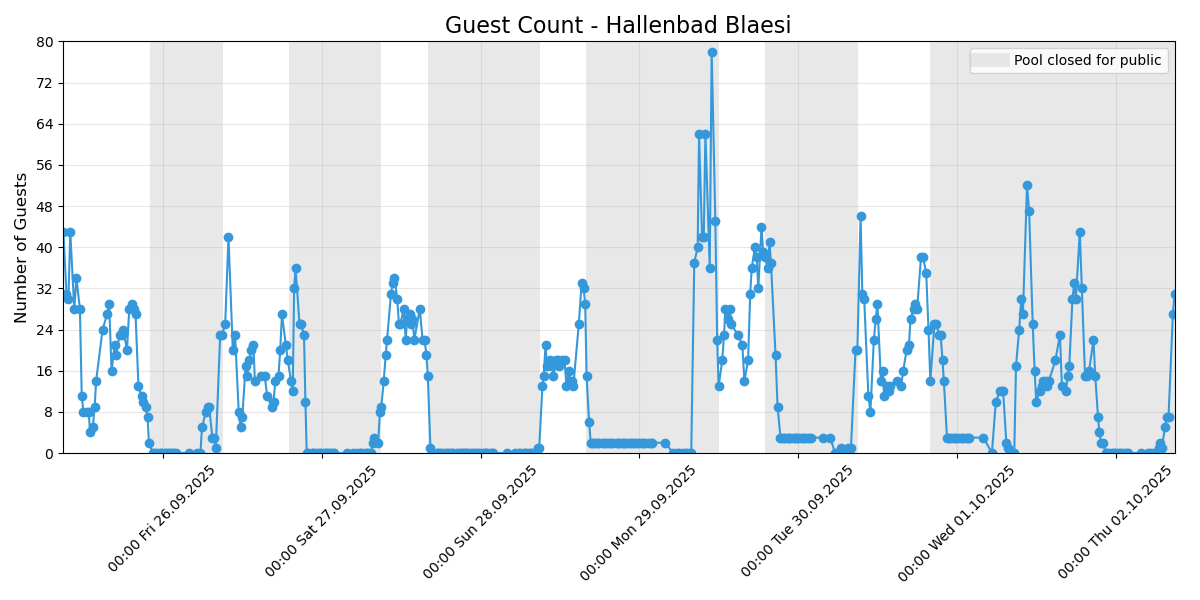 Guest Count - Hallenbad Blaesi
Pool closed for public
Number of Guests
80
72
64
56
48
40
32
24
16
8
0
00:00 Fri 26.09.2025
00:00 Sat 27.09.2025
00:00 Sun 28.09.2025
00:00 Mon 29.09.2025
00:00 Tue 30.09.2025
00:00 Wed 01.10.2025
00:00 Thu 02.10.2025